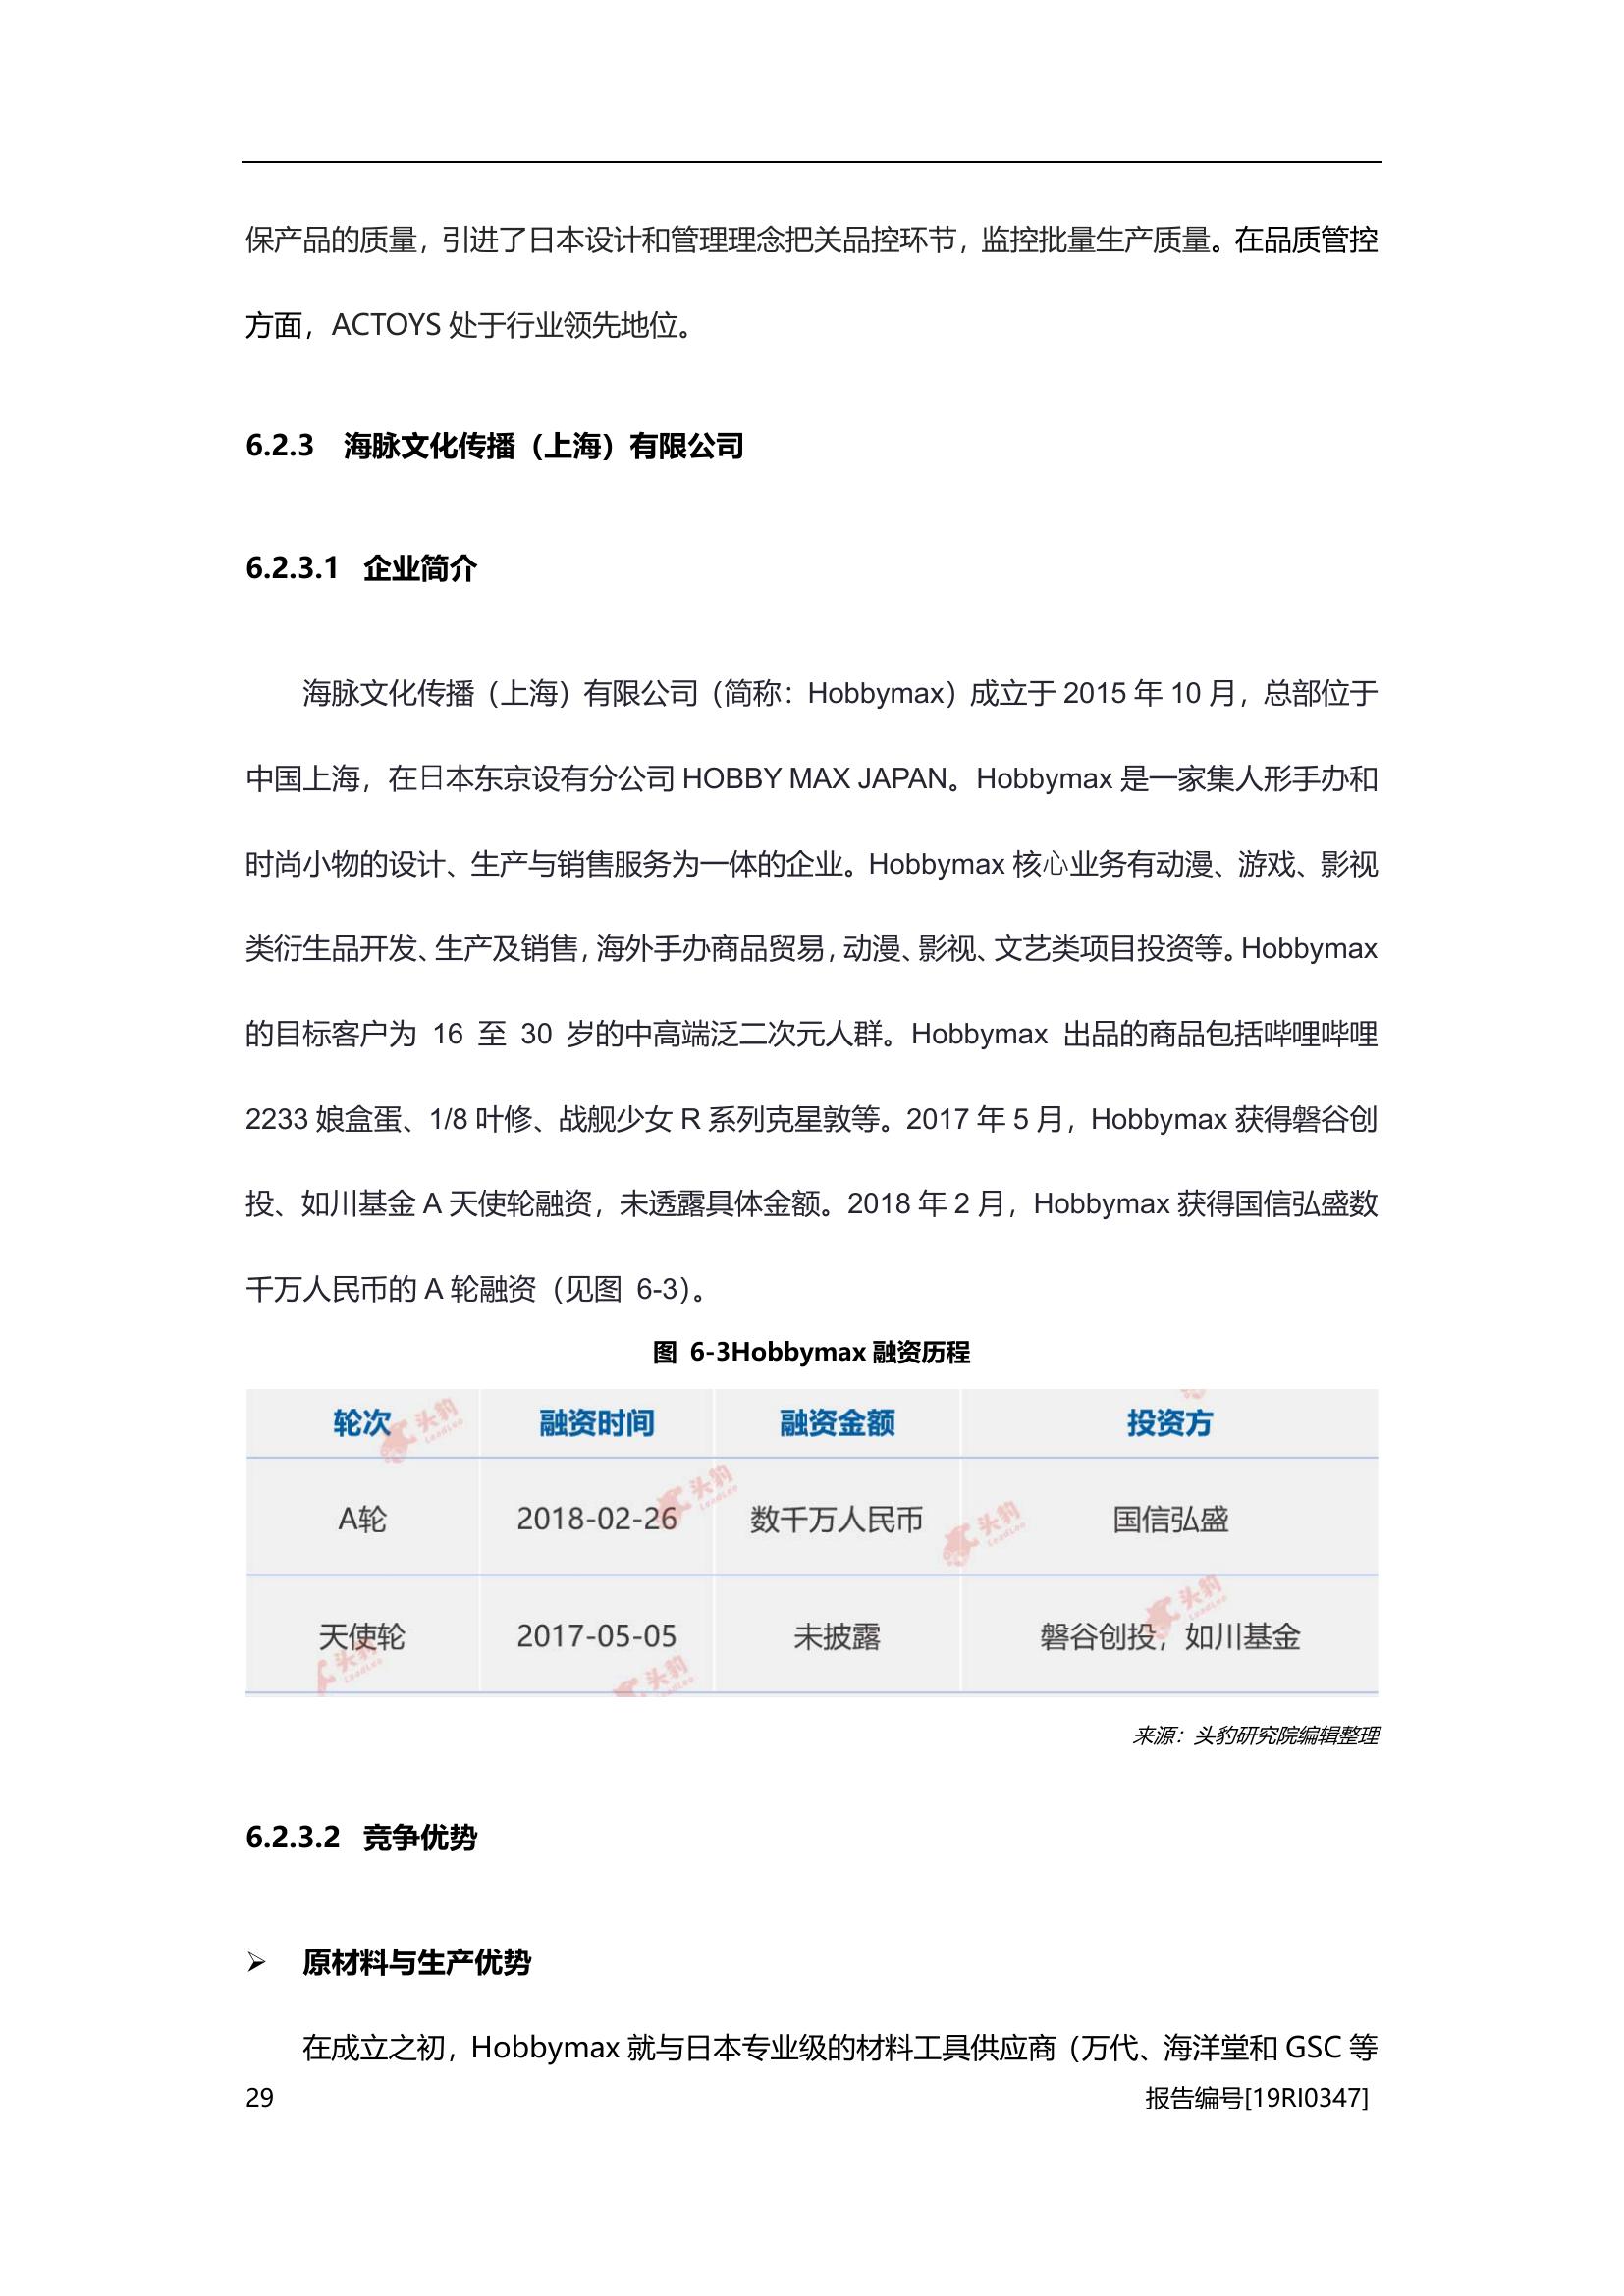 保产品的质量，引进了日本设计和管理理念把关品控环节，监控批量生产质量。在品质管控
方面，ACTOYS 处于行业领先地位。
6.2.3 海脉文化传播（上海）有限公司
6.2.3.1 企业简介
海脉文化传播（上海）有限公司（简称：Hobbymax）成立于 2015 年 10 月，总部位于
中国上海，在日本东京设有分公司 HOBBY MAX JAPAN。Hobbymax 是一家集人形手办和
时尚小物的设计、生产与销售服务为一体的企业。Hobbymax 核心业务有动漫、游戏、影视
类衍生品开发、生产及销售，海外手办商品贸易，动漫、影视、文艺类项目投资等。Hobbymax
的目标客户为 16 至 30 岁的中高端泛二次元人群。Hobbymax 出品的商品包括哔哩哔哩
2233 娘盒蛋、1/8 叶修、战舰少女 R 系列克星敦等。2017 年 5 月，Hobbymax 获得磐谷创
投、如川基金 A 天使轮融资，未透露具体金额。2018 年 2 月，Hobbymax 获得国信弘盛数
千万人民币的 A 轮融资（见图 6-3）。
图 6-3Hobbymax 融资历程
轮次 融资时间 融资金额 投资方
A轮 2018-02-26 数千万人民币 国信弘盛
天使轮 2017-05-05 未披露 磐谷创投，如川基金
来源：头豹研究院编辑整理
6.2.3.2 竞争优势
➢ 原材料与生产优势
在成立之初，Hobbymax 就与日本专业级的材料工具供应商（万代、海洋堂和 GSC 等
29 报告编号[19RI0347]